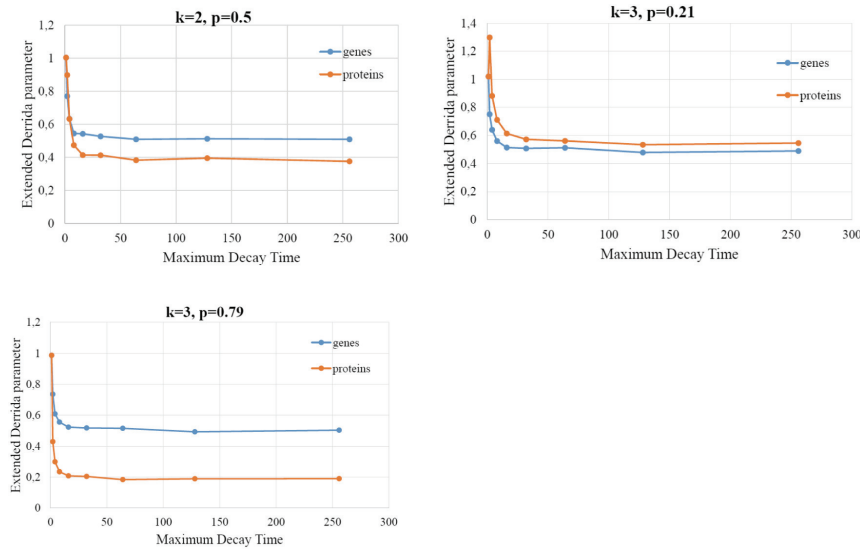 k=2, p=0.5
Extended Derrida parameter
1,2
1
0,8
0,6
0,4
0,2
0
0 50 100 150 200 250 300
Maximum Decay Time
genes
proteins
k=3, p=0.21
Extended Derrida parameter
1,4
1,2
1
0,8
0,6
0,4
0,2
0
0 50 100 150 200 250 300
Maximum Decay Time
genes
proteins
k=3, p=0.79
Extended Derrida parameter
1,2
1
0,8
0,6
0,4
0,2
0
0 50 100 150 200 250 300
Maximum Decay Time
genes
proteins